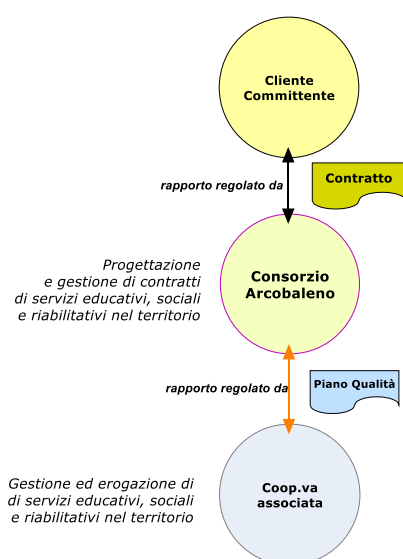 Cliente
Committente
Contratto
rapporto regolato da
Progettazione
e gestione di contratti
di servizi educativi, sociali
e riabilitativi nel territorio
Consorzio
Arcobaleno
rapporto regolato da
Piano Qualità
Gestione ed erogazione di
di servizi educativi, sociali
e riabilitativi nel territorio
Coop.va
associata